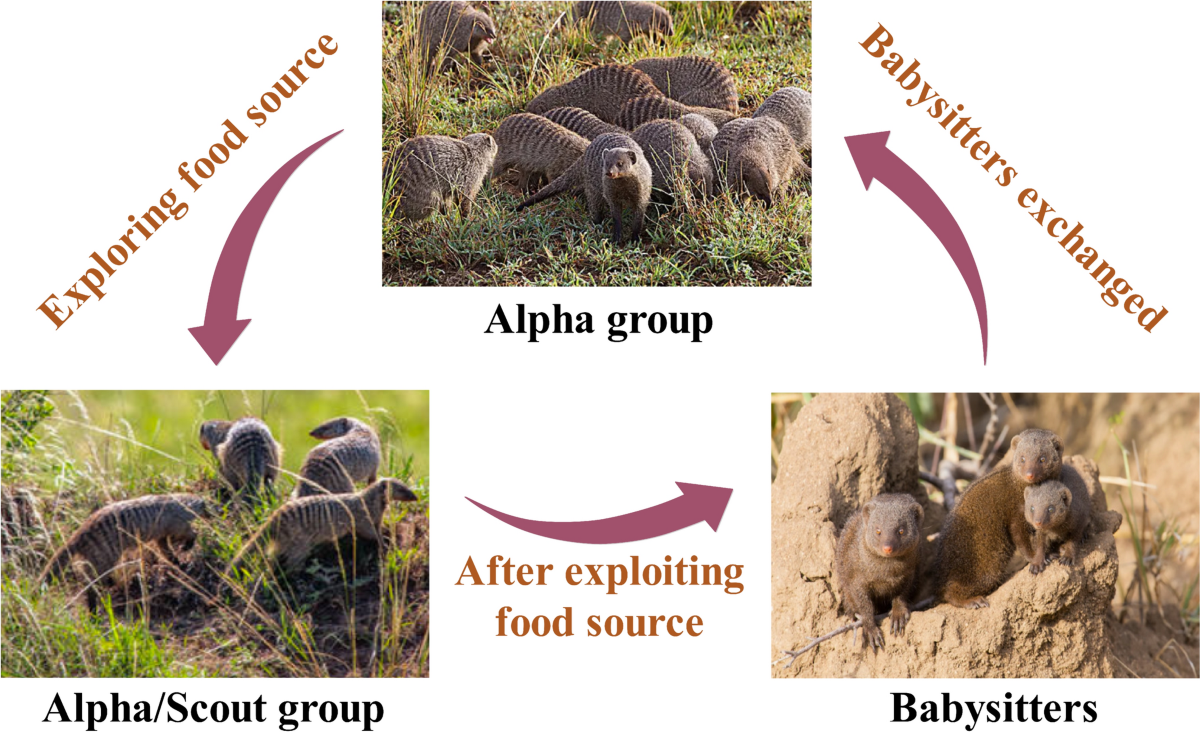 Exploring food source
Babysitters exchanged
Alpha group
After exploiting
food source
Alpha/Scout group
Babysitters